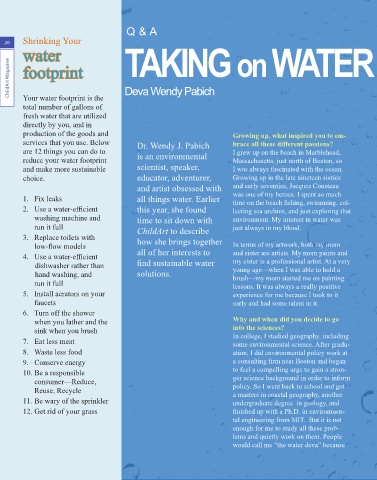 20
ChildArt Magazine
Shrinking Your
water
footprint
Your water footprint is the
total number of gallons of
fresh water that are utilized
directly by you, and in
production of the goods and
services that you use. Below
are 12 things you can do to
reduce your water footprint
and make more sustainable
choice.
1. Fix leaks
2. Use a water-efficient
washing machine and
run it full
3. Replace toilets with
low-flow models
4. Use a water-efficient
dishwasher rather than
hand washing, and
run it full
5. Install aerators on your
faucets
6. Turn off the shower
when you lather and the
sink when you brush
7. Eat less meat
8. Waste less food
9. Conserve energy
10. Be a responsible
consumer—Reduce,
Reuse, Recycle
11. Be wary of the sprinkler
12. Get rid of your grass
Q & A
TAKING on WATER
Deva Wendy Pabich
Dr. Wendy J. Pabich
is an environmental
scientist, speaker,
educator, adventurer,
and artist obsessed with
all things water. Earlier
this year, she found
time to sit down with
ChildArt to describe
how she brings together
all of her interests to
find sustainable water
solutions.
Growing up, what inspired you to em-
brace all these different passions?
I grew up on the beach in Marblehead,
Massachusetts, just north of Boston, so
I was always fascinated with the ocean.
Growing up in the late nineteen sixties
and early seventies, Jacques Cousteau
was one of my heroes. I spent so much
time on the beach fishing, swimming, col-
lecting sea urchins, and just exploring that
environment. My interest in water was
just always in my blood.
In terms of my artwork, both my mom
and sister are artists. My mom paints and
my sister is a professional artist. At a very
young age—when I was able to hold a
brush—my mom started me on painting
lessons. It was always a really positive
experience for me because I took to it
early and had some talent in it.
Why and when did you decide to go
into the sciences?
In college, I studied geography, including
some environmental science. After gradu-
ation, I did environmental policy work at
a consulting firm near Boston and began
to feel a compelling urge to gain a stron-
ger science background in order to inform
policy. So I went back to school and got
a masters in coastal geography, another
undergraduate degree in geology, and
finished up with a Ph.D. in environmen-
tal engineering from MIT. But it is not
enough for me to study all these prob-
lems and quietly work on them. People
would call me “the water deva” because